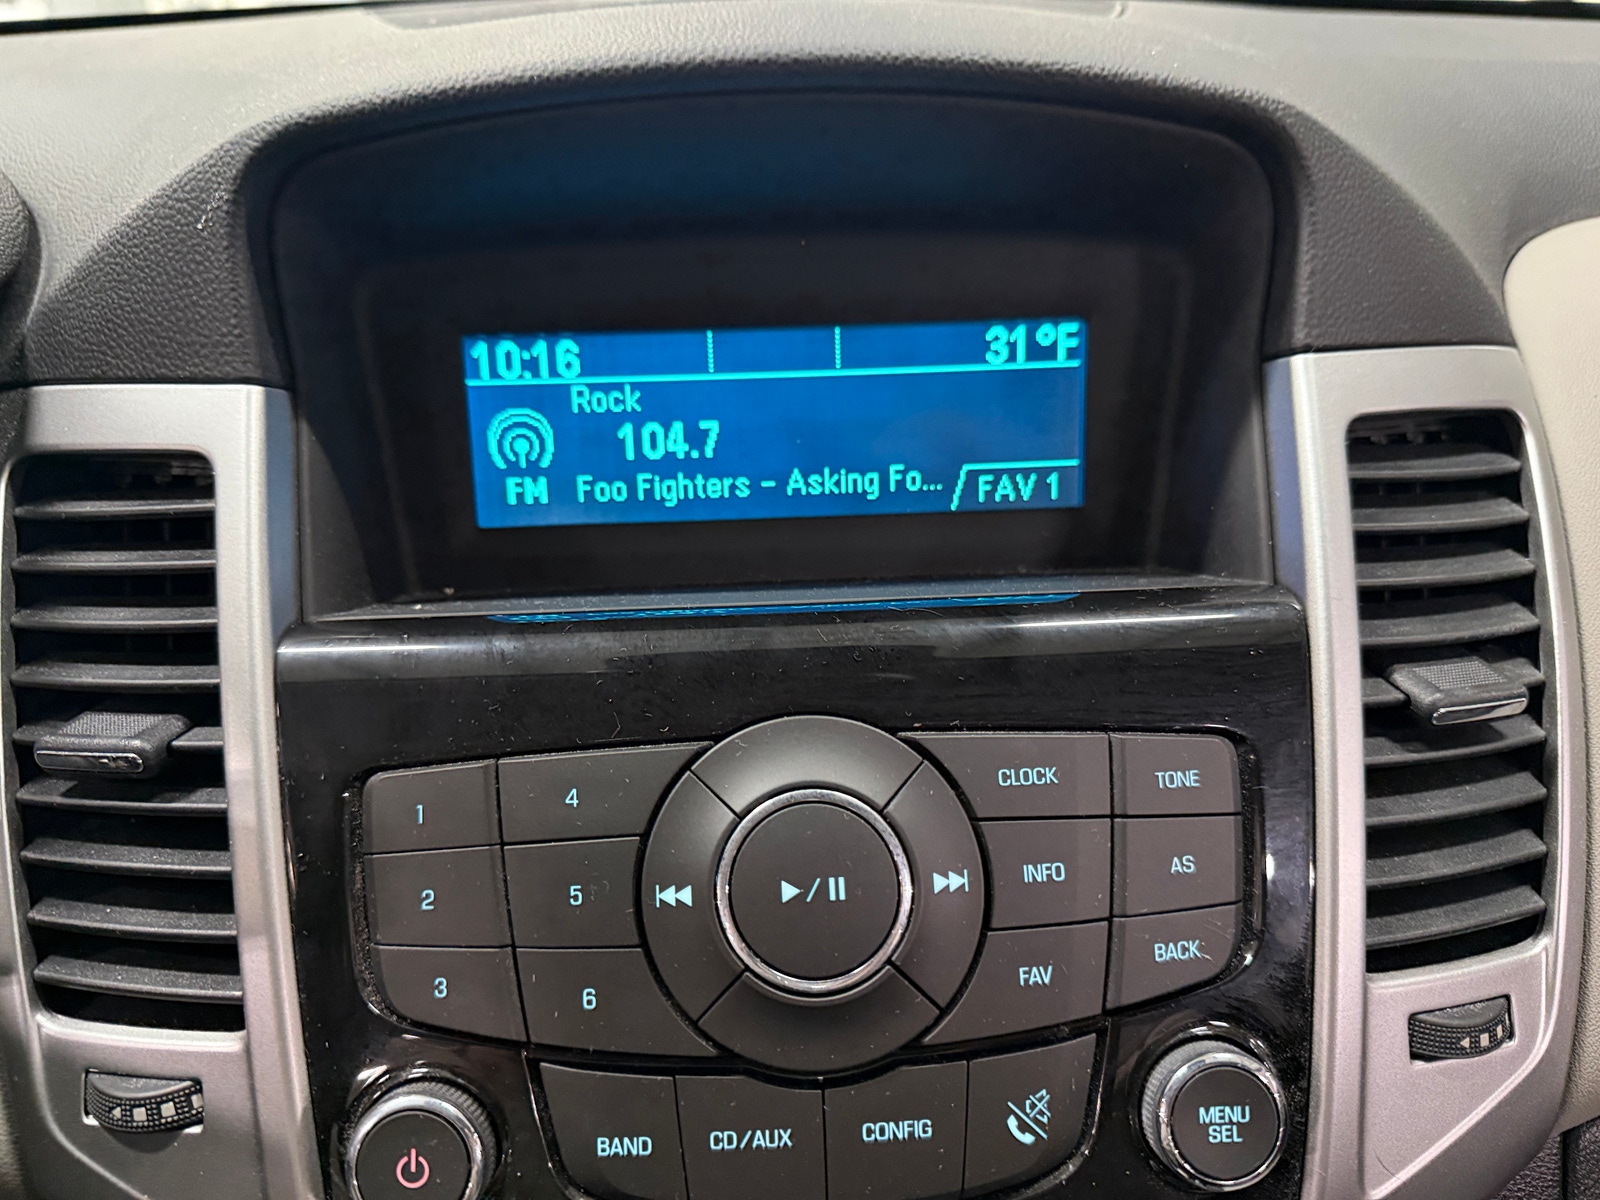 10:16 31°F
Rock
104.7
FM Foo Fighters - Asking Fo... FAV 1
1 4 CLOCK TONE
2 5 INFO AS
3 6 FAV BACK
BAND CD/AUX CONFIG MENU
SEL